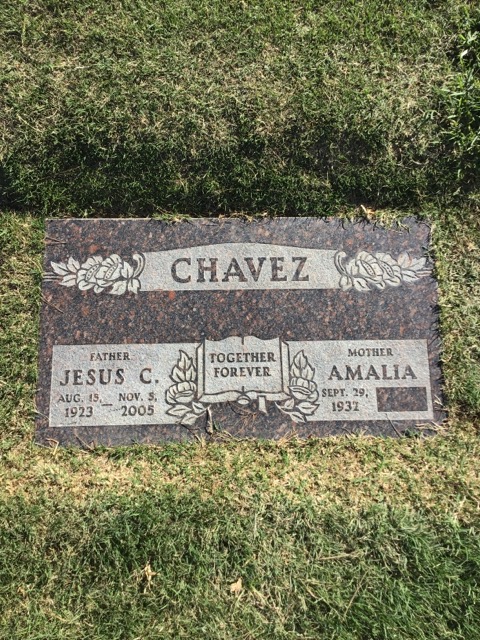 CHAVEZ
FATHER
JESUS C.
AUG. 15, — NOV. 5,
1923 2005
TOGETHER
FOREVER
MOTHER
AMALIA
SEPT. 29,
1932